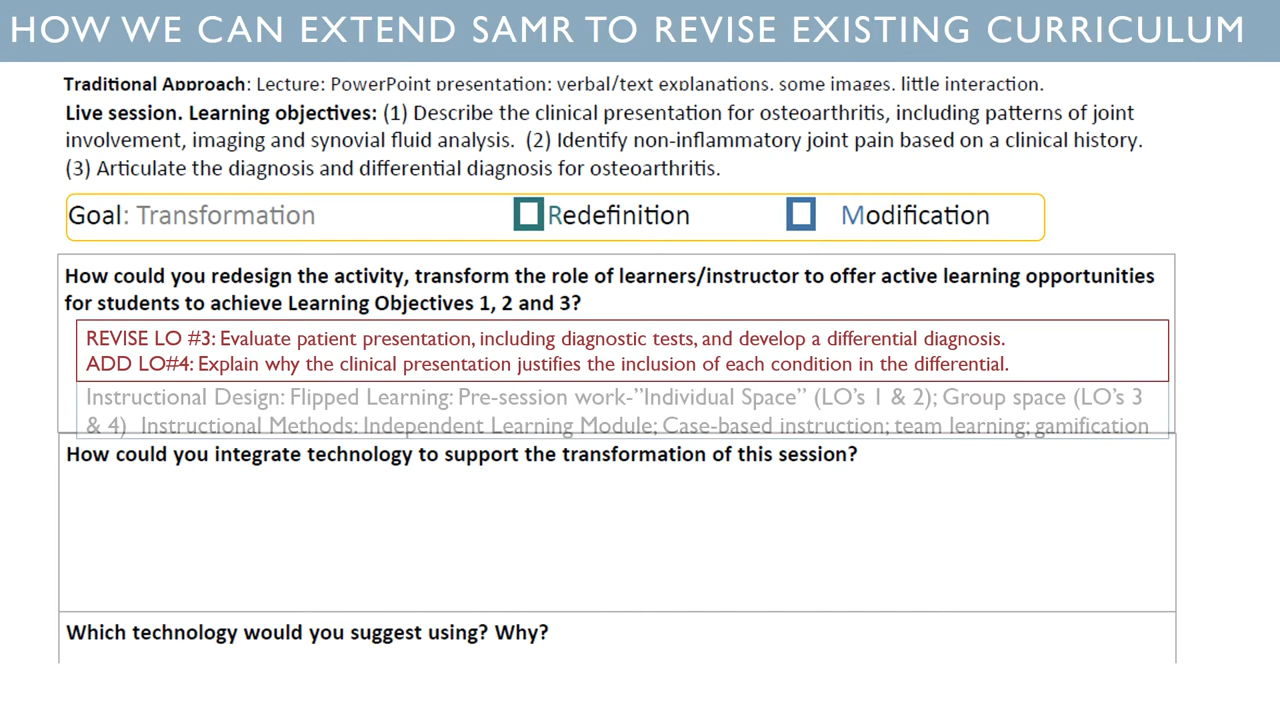 HOW WE CAN EXTEND SAMR TO REVISE EXISTING CURRICULUM
Traditional Approach: Lecture: PowerPoint presentation: verbal/text explanations. some images. little interaction.
Live session. Learning objectives: (1) Describe the clinical presentation for osteoarthritis, including patterns of joint
involvement, imaging and synovial fluid analysis. (2) Identify non-inflammatory joint pain based on a clinical history.
(3) Articulate the diagnosis and differential diagnosis for osteoarthritis.
Goal: Transformation Redefinition Modification
How could you redesign the activity, transform the role of learners/instructor to offer active learning opportunities
for students to achieve Learning Objectives 1, 2 and 3?
REVISE LO #3: Evaluate patient presentation, including diagnostic tests, and develop a differential diagnosis.
ADD LO#4: Explain why the clinical presentation justifies the inclusion of each condition in the differential.
Instructional Design: Flipped Learning: Pre-session work-”Individual Space” (LO’s 1 & 2); Group space (LO’s 3
& 4) Instructional Methods: Independent Learning Module; Case-based instruction; team learning; gamification
How could you integrate technology to support the transformation of this session?
Which technology would you suggest using? Why?